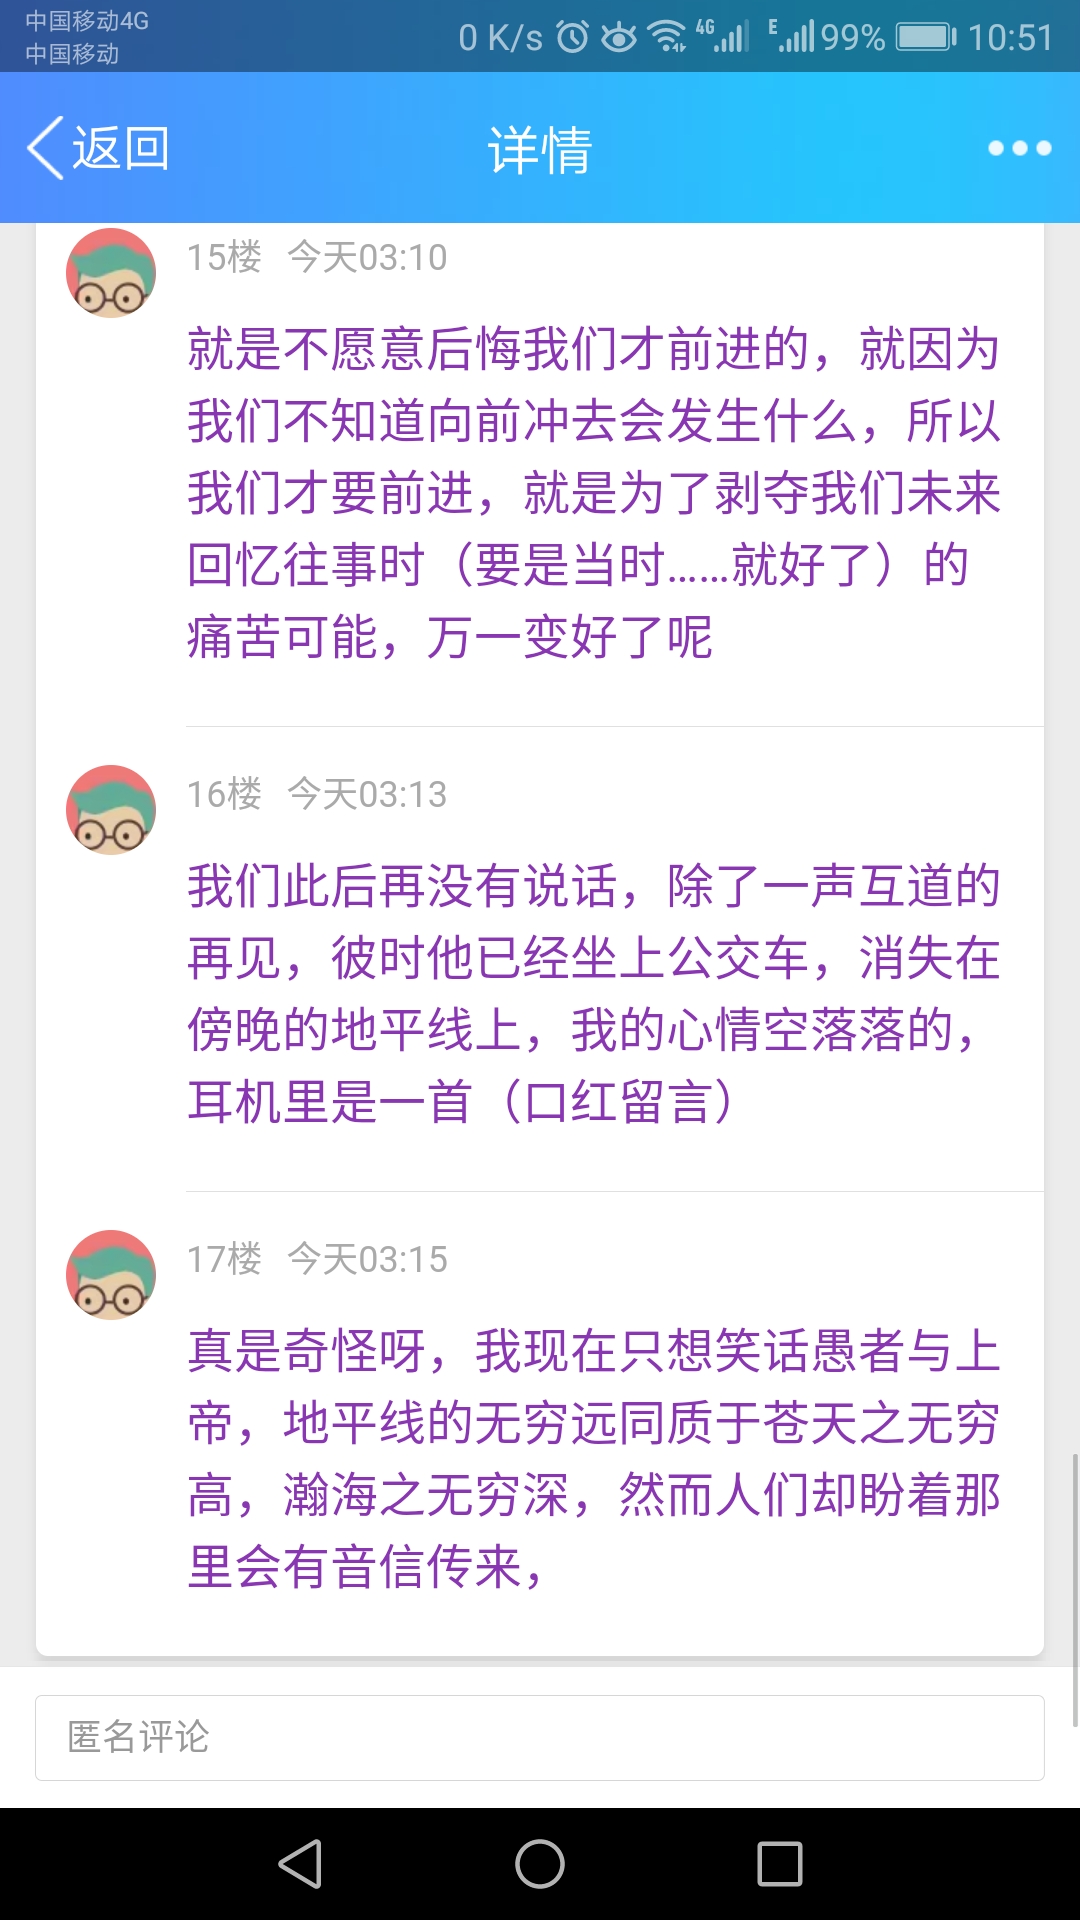 中国移动4G
中国移动
0 K/s 4G E 99% 10:51
返回 详情
15楼 今天03:10
就是不愿意后悔我们才前进的，就因为
我们不知道向前冲去会发生什么，所以
我们才要前进，就是为了剥夺我们未来
回忆往事时（要是当时……就好了）的
痛苦可能，万一变好了呢
16楼 今天03:13
我们此后再没有说话，除了一声互道的
再见，彼时他已经坐上公交车，消失在
傍晚的地平线上，我的心情空落落的，
耳机里是一首（口红留言）
17楼 今天03:15
真是奇怪呀，我现在只想笑话愚者与上
帝，地平线的无穷远同质于苍天之无穷
高，瀚海之无穷深，然而人们却盼着那
里会有音信传来，
匿名评论